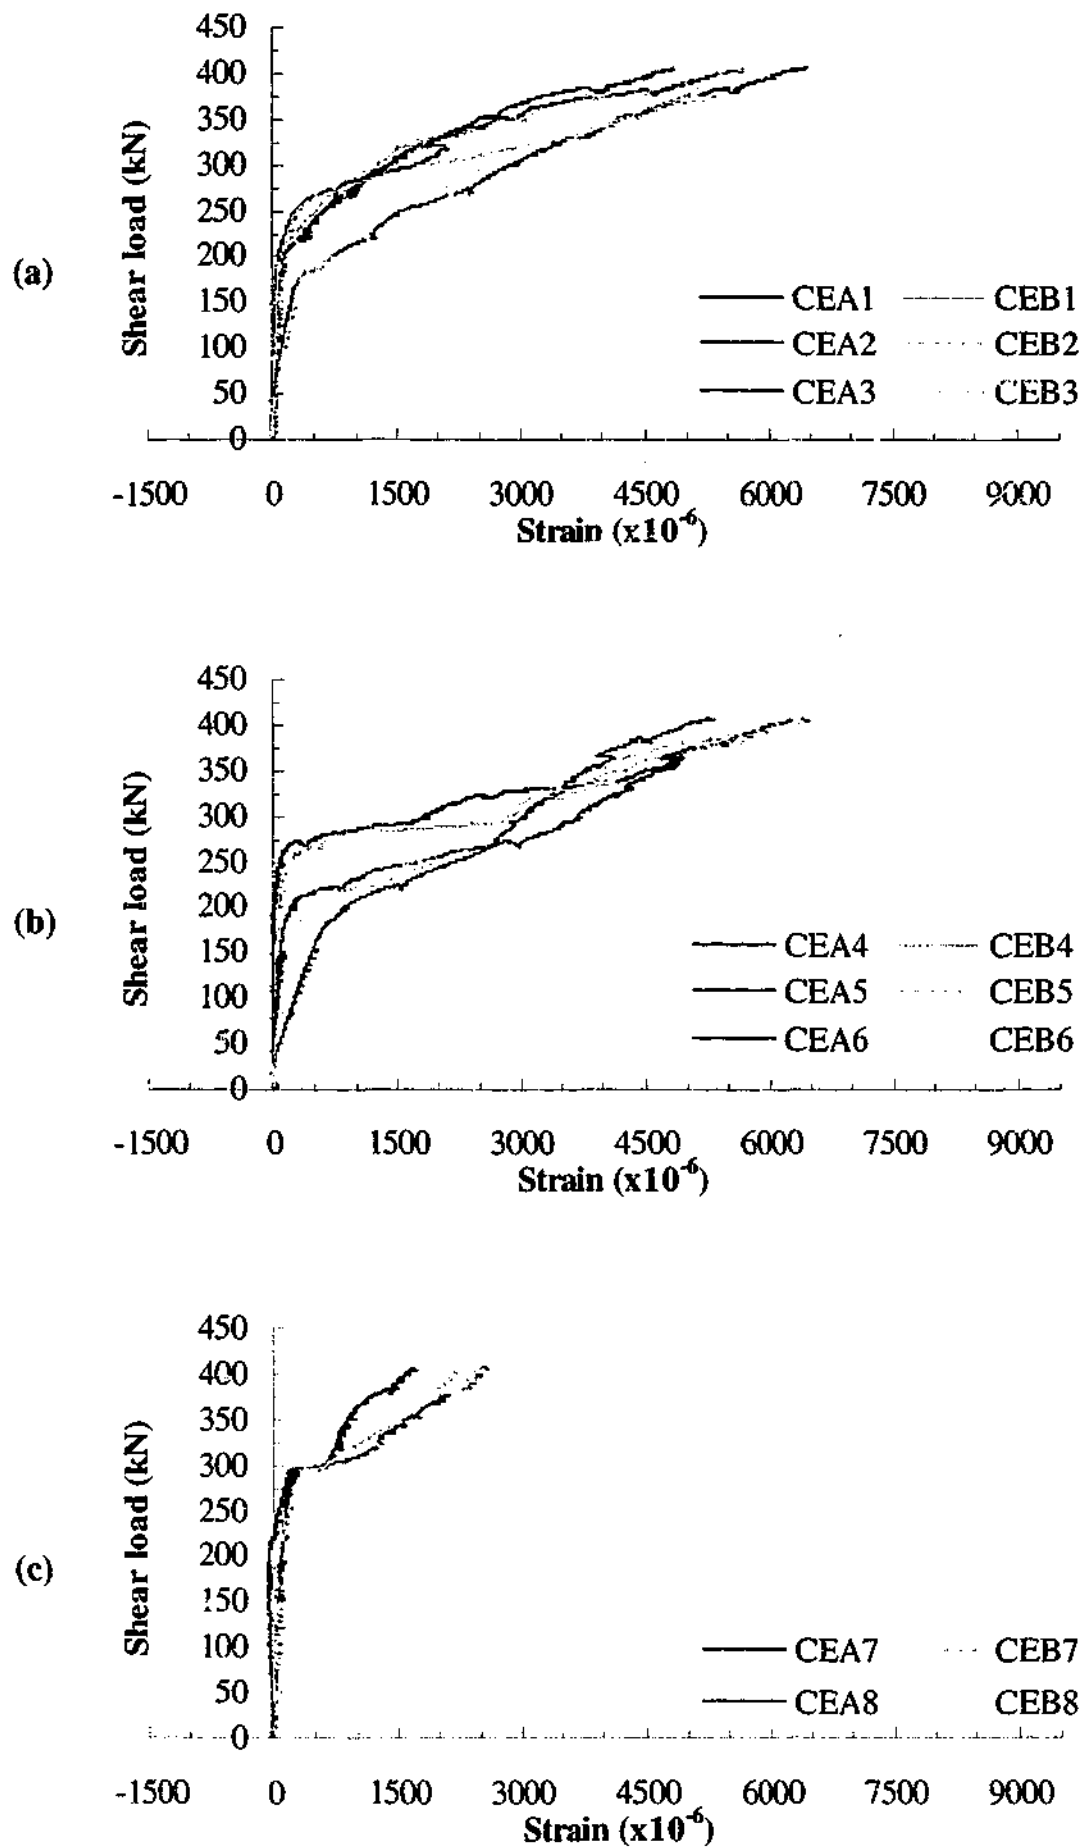 (a)
Shear load (kN)
450
400
350
300
250
200
150
100
50
0
-1500 0 1500 3000 4500 6000 7500 9000
Strain (x10⁻⁶)
CEA1 CEB1
CEA2 CEB2
CEA3 CEB3
(b)
Shear load (kN)
450
400
350
300
250
200
150
100
50
0
-1500 0 1500 3000 4500 6000 7500 9000
Strain (x10⁻⁶)
CEA4 CEB4
CEA5 CEB5
CEA6 CEB6
(c)
Shear load (kN)
450
400
350
300
250
200
150
100
50
0
-1500 0 1500 3000 4500 6000 7500 9000
Strain (x10⁻⁶)
CEA7 CEB7
CEA8 CEB8